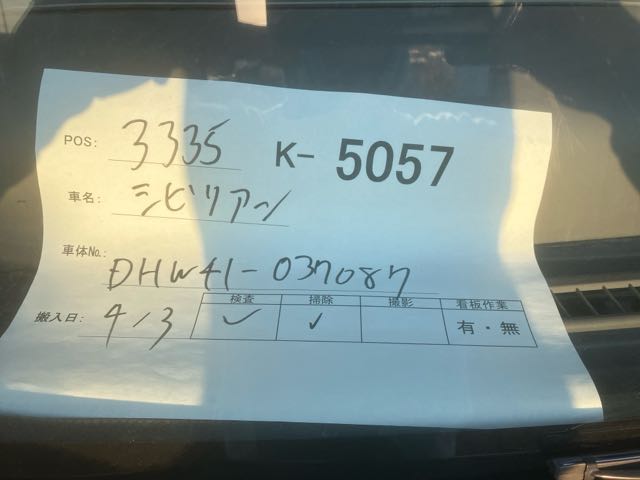 POS: 3335 K- 5057
車名: シビリアン
車体No.: DHW41-037087
搬入日: 4/3
検査 掃除 撮影 看板作業
✓ ✓ 有・無